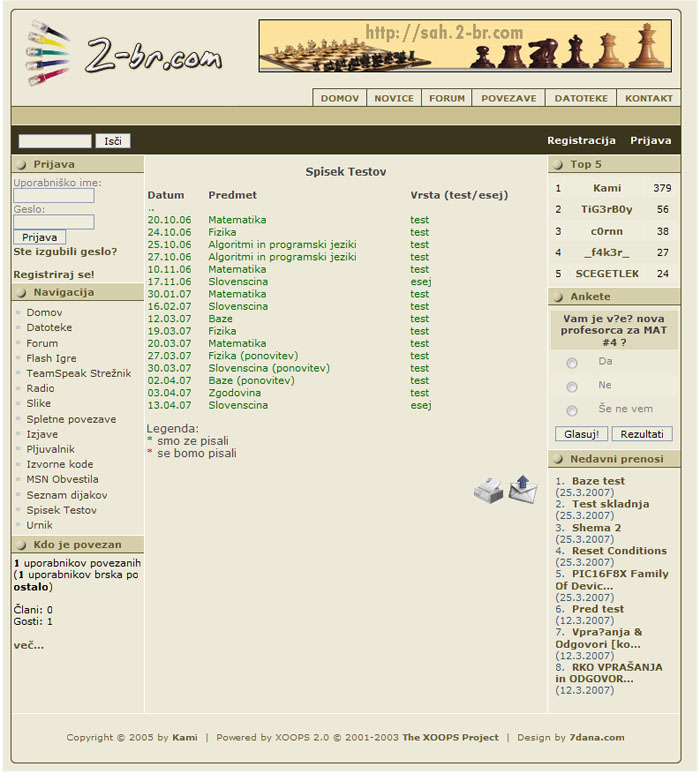 2-br.com
http://sah.2-br.com
DOMOV NOVICE FORUM POVEZAVE DATOTEKE KONTAKT
Išči
Registracija Prijava
Prijava
Uporabniško ime:
Geslo:
Prijava
Ste izgubili geslo?
Registriraj se!
Navigacija
Domov
Datoteke
Forum
Flash Igre
TeamSpeak Strežnik
Radio
Slike
Spletne povezave
Izjave
Pljuvalnik
Izvorne kode
MSN Obvestila
Seznam dijakov
Spisek Testov
Urnik
Kdo je povezan
1 uporabnikov povezanih
(1 uporabnikov brska po
ostalo)
Člani: 0
Gosti: 1
več...
Spisek Testov
Datum Predmet Vrsta (test/esej)
..
20.10.06 Matematika test
24.10.06 Fizika test
25.10.06 Algoritmi in programski jeziki test
27.10.06 Algoritmi in programski jeziki test
10.11.06 Matematika test
17.11.06 Slovenscina esej
30.01.07 Matematika test
16.02.07 Slovenscina test
12.03.07 Baze test
19.03.07 Fizika test
20.03.07 Matematika test
27.03.07 Fizika (ponovitev) test
30.03.07 Slovenscina (ponovitev) test
02.04.07 Baze (ponovitev) test
03.04.07 Zgodovina test
13.04.07 Slovenscina esej
Legenda:
* smo ze pisali
* se bomo pisali
Top 5
1 Kami 379
2 TiG3rB0y 56
3 c0rnn 38
4 _f4k3r_ 27
5 SCEGETLEK 24
Ankete
Vam je v?e? nova
profesorca za MAT
#4 ?
Da
Ne
Še ne vem
Glasuj! Rezultati
Nedavni prenosi
1. Baze test
(25.3.2007)
2. Test skladnja
(25.3.2007)
3. Shema 2
(25.3.2007)
4. Reset Conditions
(25.3.2007)
5. PIC16F8X Family
Of Devic...
(25.3.2007)
6. Pred test
(12.3.2007)
7. Vpra?anja &
Odgovori [ko...
(12.3.2007)
8. RKO VPRAŠANJA
in ODGOVOR...
(12.3.2007)
Copyright © 2005 by Kami | Powered by XOOPS 2.0 © 2001-2003 The XOOPS Project | Design by 7dana.com